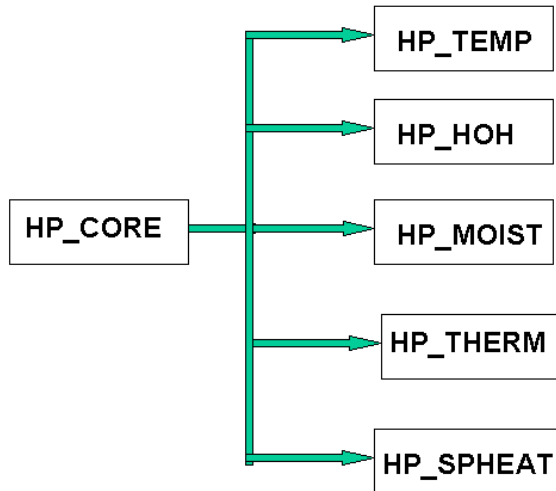 HP_TEMP
HP_HOH
HP_CORE
HP_MOIST
HP_THERM
HP_SPHEAT